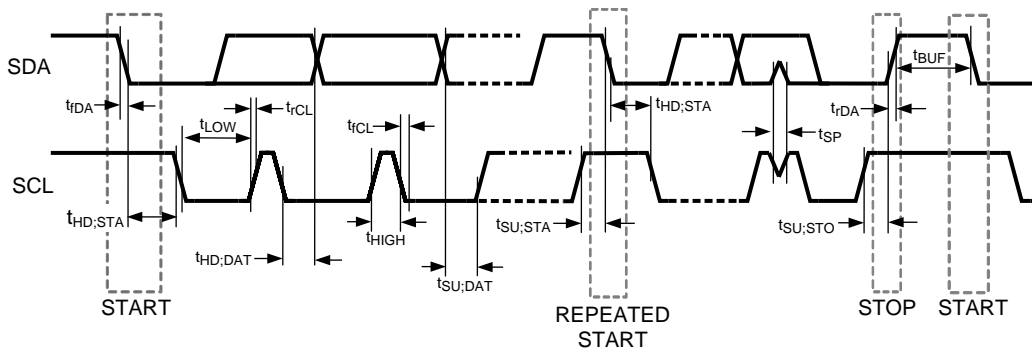 SDA
tfDA
tLOW
trCL
tfCL
tHD;STA
tSP
trDA
tBUF
SCL
tHD;STA
tHD;DAT
tHIGH
tSU;DAT
tSU;STA
tSU;STO
START
REPEATED
START
STOP
START